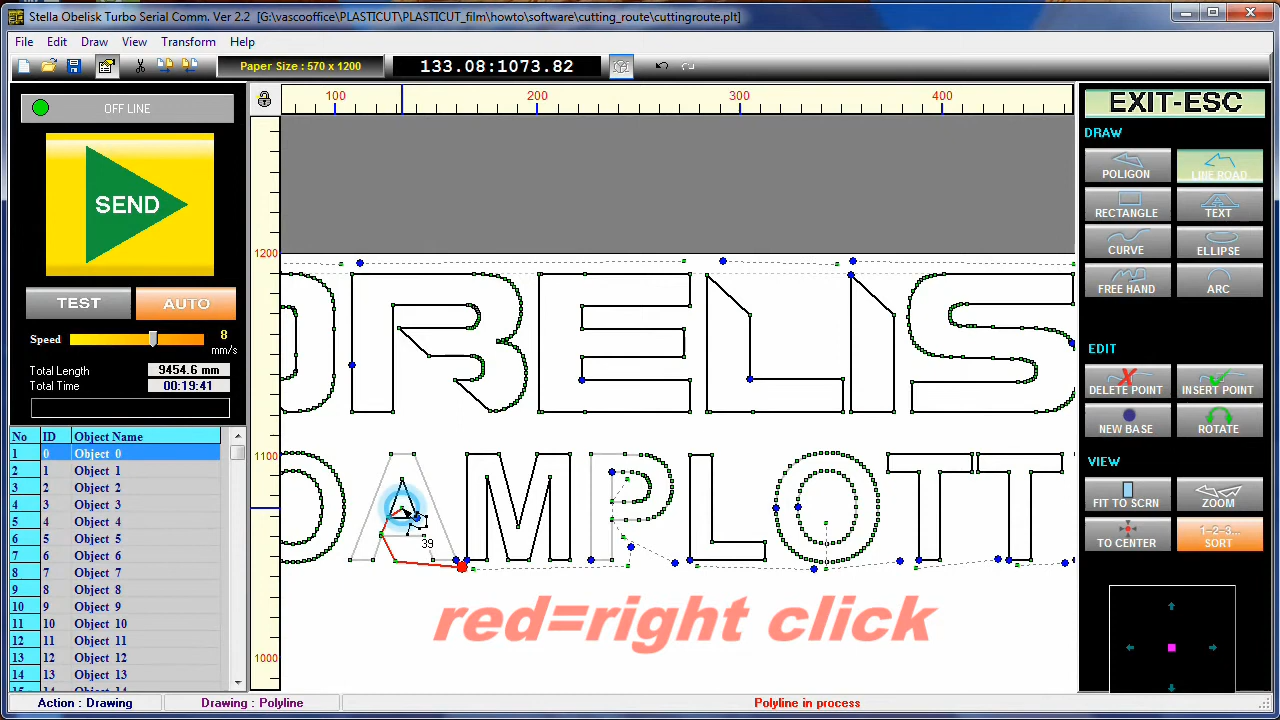 Stella Obelisk Turbo Serial Comm. Ver 2.2 [G:\vascooffice\PLASTICUT\PLASTICUT_film\howto\software\cutting_route\cuttingroute.plt]
File Edit Draw View Transform Help
Paper Size : 570 x 1200
133.08:1073.82
OFF LINE
SEND
TEST
AUTO
Speed
8
mm/s
Total Length
9454.6 mm
Total Time
00:19:41
No ID Object Name
1 0 Object 0
2 1 Object 1
3 2 Object 2
4 3 Object 3
5 4 Object 4
6 5 Object 5
7 6 Object 6
8 7 Object 7
9 8 Object 8
10 9 Object 9
11 10 Object 10
12 11 Object 11
13 12 Object 12
14 13 Object 13
15 14 Object 14
100 200 300 400
1200
1100
1000
OBELIS
OAMPLOTT
39
red=right click
EXIT-ESC
DRAW
POLIGON
LINE ROAD
RECTANGLE
TEXT
CURVE
ELLIPSE
FREE HAND
ARC
EDIT
DELETE POINT
INSERT POINT
NEW BASE
ROTATE
VIEW
FIT TO SCRN
ZOOM
TO CENTER
1-2-3...
SORT
Action : Drawing
Drawing : Polyline
Polyline in process